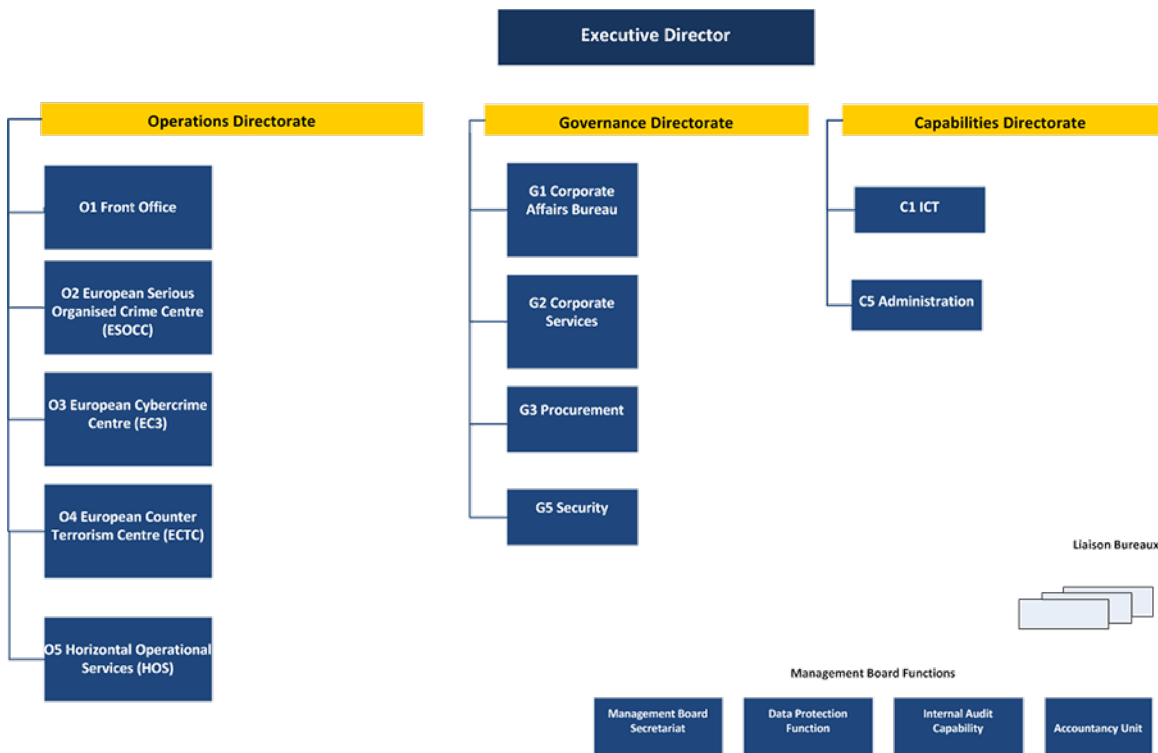 Executive Director
Operations Directorate
O1 Front Office
O2 European Serious
Organised Crime Centre
(ESOCC)
O3 European Cybercrime
Centre (EC3)
O4 European Counter
Terrorism Centre (ECTC)
O5 Horizontal Operational
Services (HOS)
Governance Directorate
G1 Corporate
Affairs Bureau
G2 Corporate
Services
G3 Procurement
G5 Security
Capabilities Directorate
C1 ICT
C5 Administration
Liaison Bureaux
Management Board Functions
Management Board
Secretariat
Data Protection
Function
Internal Audit
Capability
Accountancy Unit